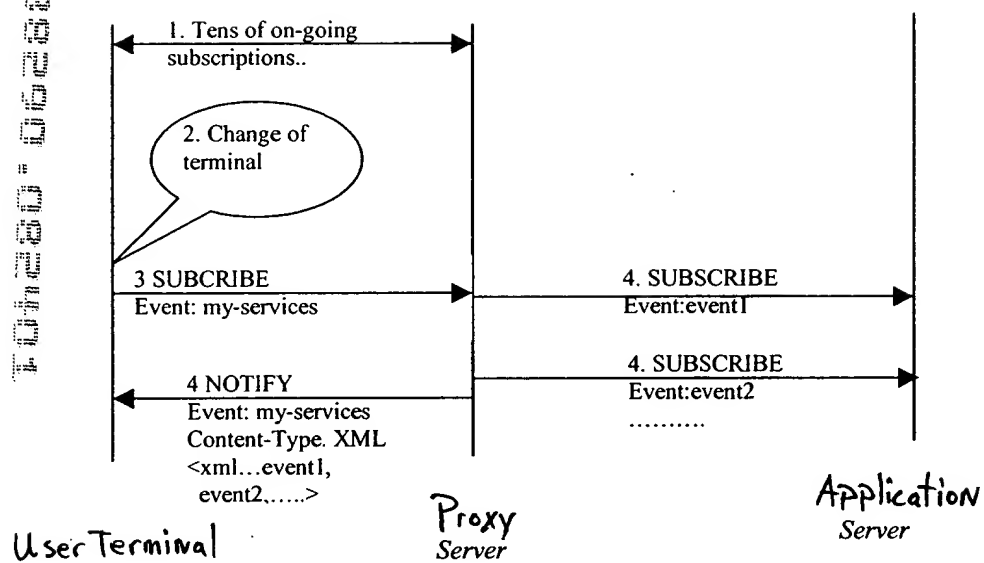 1. Tens of on-going
subscriptions..
2. Change of
terminal
3 SUBCRIBE
Event: my-services
4. SUBSCRIBE
Event:event1
4. SUBSCRIBE
Event:event2
..........
4 NOTIFY
Event: my-services
Content-Type. XML
<xml...event1,
event2,.....>
User Terminal
Proxy
Server
Application
Server